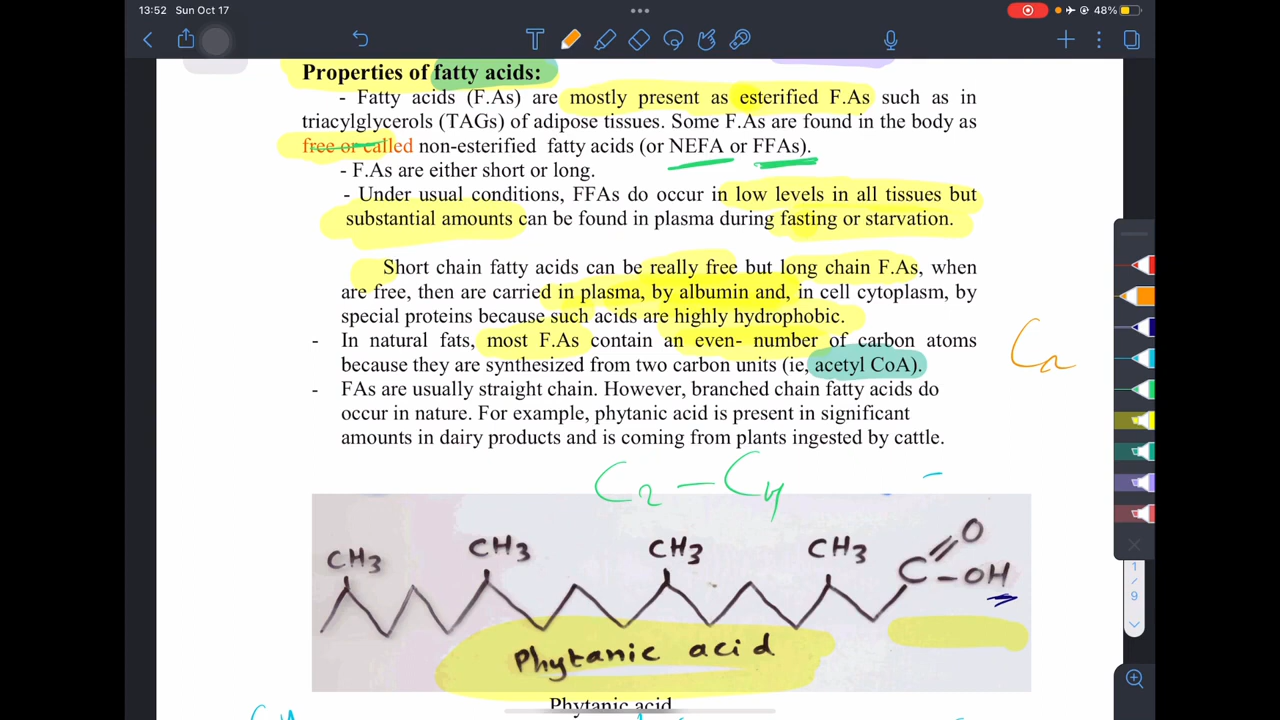 13:52 Sun Oct 17
48%
T
Properties of fatty acids:
- Fatty acids (F.As) are mostly present as esterified F.As such as in
triacylglycerols (TAGs) of adipose tissues. Some F.As are found in the body as
free or called non-esterified fatty acids (or NEFA or FFAs).
- F.As are either short or long.
- Under usual conditions, FFAs do occur in low levels in all tissues but
substantial amounts can be found in plasma during fasting or starvation.
Short chain fatty acids can be really free but long chain F.As, when
are free, then are carried in plasma, by albumin and, in cell cytoplasm, by
special proteins because such acids are highly hydrophobic.
- In natural fats, most F.As contain an even- number of carbon atoms
because they are synthesized from two carbon units (ie, acetyl CoA).
- FAs are usually straight chain. However, branched chain fatty acids do
occur in nature. For example, phytanic acid is present in significant
amounts in dairy products and is coming from plants ingested by cattle.
C2 - C4
CH3 CH3 CH3 CH3 C O
-OH
Phytanic acid
Phytanic acid
1
/
9